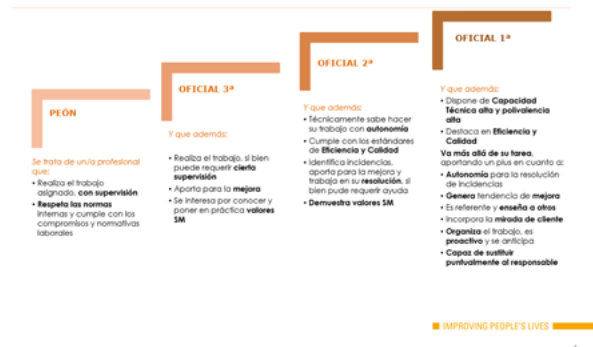 PEÓN
Se trata de un/a profesional
que:
• Realiza el trabajo
asignado, con supervisión
• Respeta las normas
internas y cumple con los
compromisos y normativas
laborales
OFICIAL 3ª
Y que además:
• Realiza el trabajo, si bien
puede requerir cierta
supervisión
• Aporta para la mejora
• Se interesa por conocer y
poner en práctica valores
SM
OFICIAL 2ª
Y que además:
• Técnicamente sabe hacer
su trabajo con autonomía
• Cumple con los estándares
de Eficiencia y Calidad
• Identifica incidencias,
aporta para la mejora y
trabaja en su resolución, si
bien pude requerir ayuda
• Demuestra valores SM
OFICIAL 1ª
Y que además:
• Dispone de Capacidad
Técnica alta y polivalencia
alta
• Destaca en Eficiencia y
Calidad
Va más allá de su tarea,
aportando un plus en cuanto a:
• Autonomía para la resolución
de incidencias
• Genera tendencia de mejora
• Es referente y enseña a otros
• Incorpora la mirada de cliente
• Organiza el trabajo, es
proactivo y se anticipa
• Capaz de sustituir
puntualmente al responsable
IMPROVING PEOPLE'S LIVES